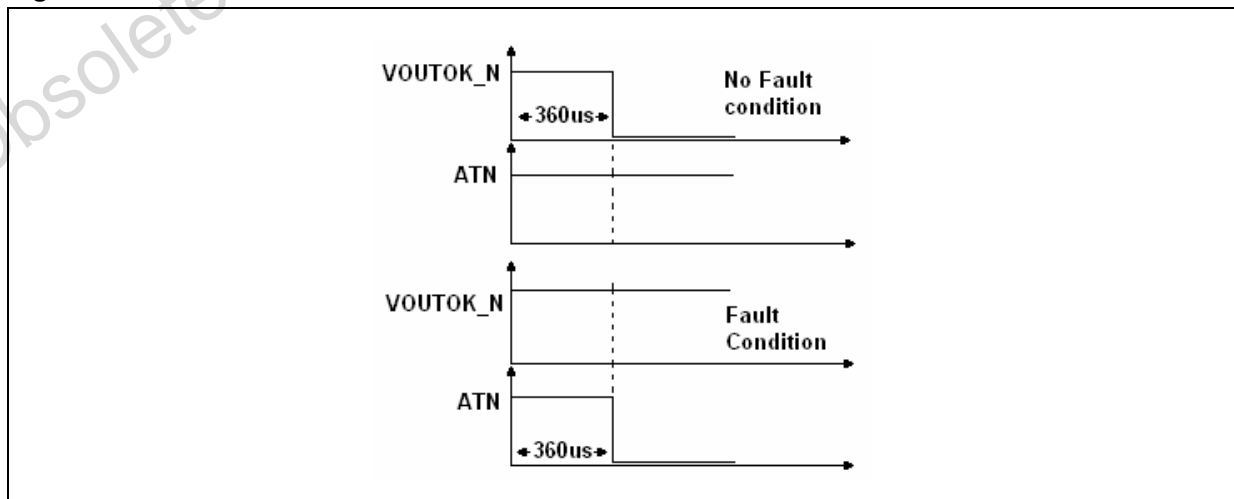 VOUTOK_N
No Fault
condition
360us
ATN
VOUTOK_N
Fault
Condition
ATN
360us